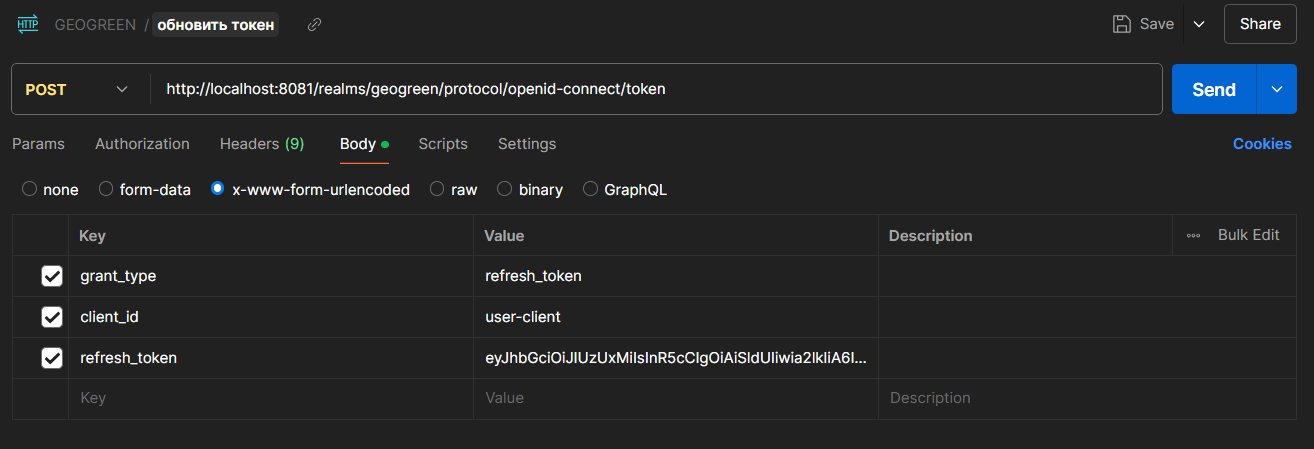 HTTP GEOGREEN / обновить токен Save Share
POST http://localhost:8081/realms/geogreen/protocol/openid-connect/token Send
Params Authorization Headers (9) Body Scripts Settings Cookies
none form-data x-www-form-urlencoded raw binary GraphQL
Key Value Description Bulk Edit
grant_type refresh_token
client_id user-client
refresh_token eyJhbGciOiJIUzUxMiIsInR5cCIgOiAiSldUIiwia2lkIiA6I...
Key Value Description